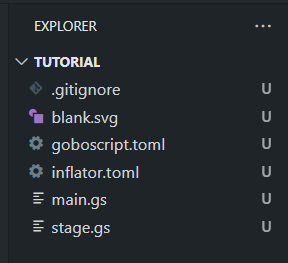 EXPLORER ...
TUTORIAL
.gitignore U
blank.svg U
goboscript.toml U
inflator.toml U
main.gs U
stage.gs U